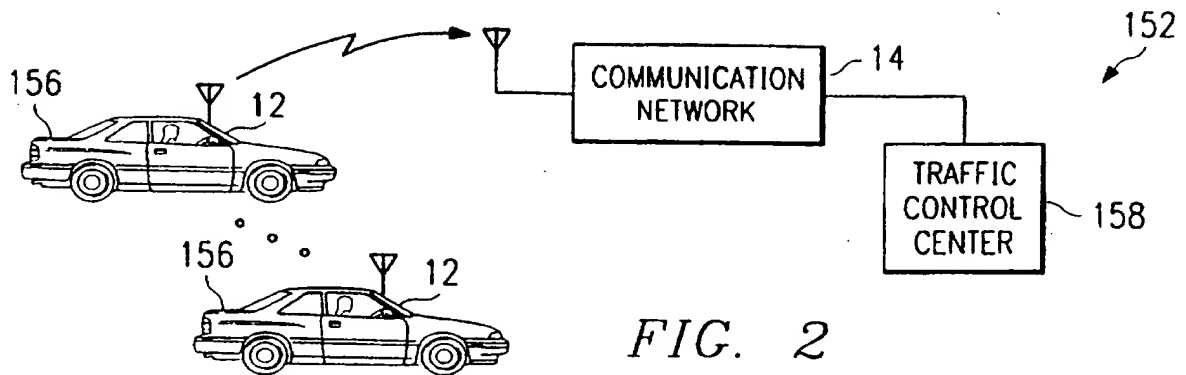 152
156
12
COMMUNICATION
NETWORK
14
TRAFFIC
CONTROL
CENTER
158
156
12
FIG. 2